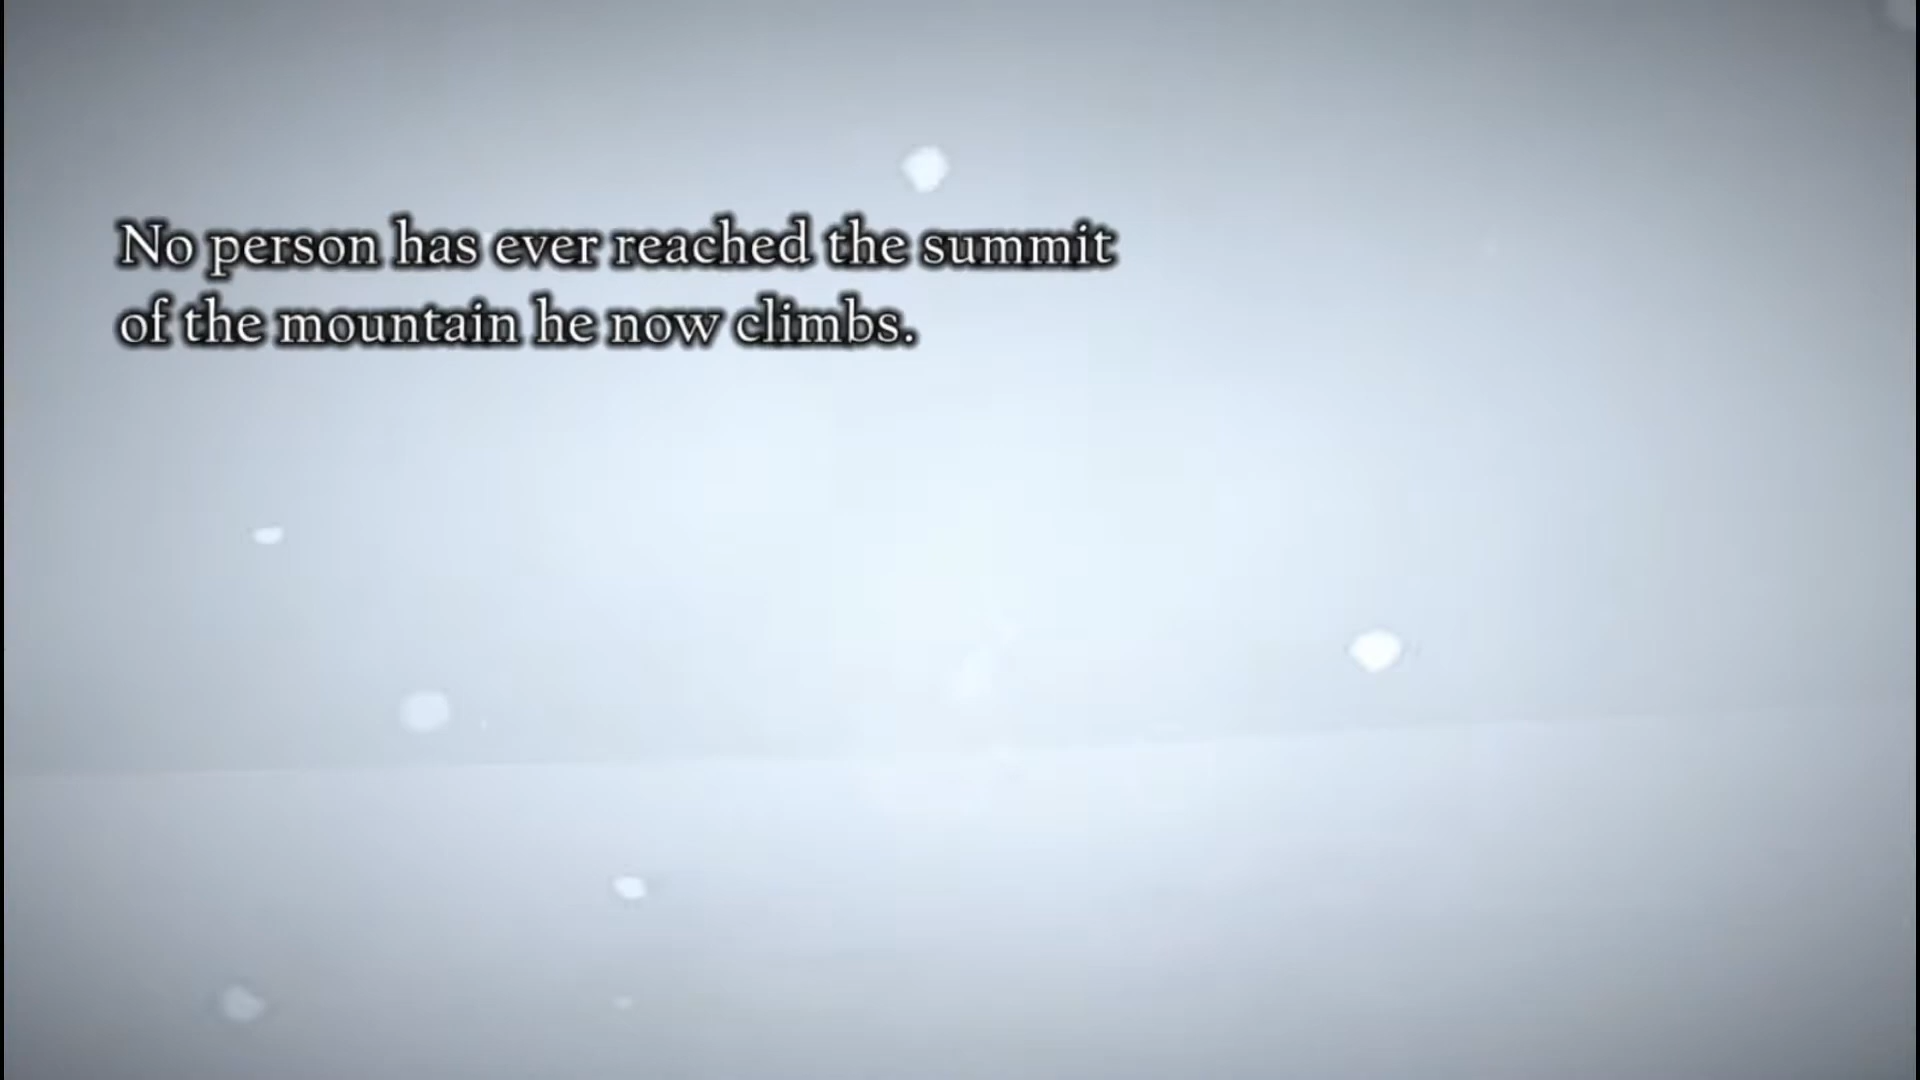 No person has ever reached the summit
of the mountain he now climbs.